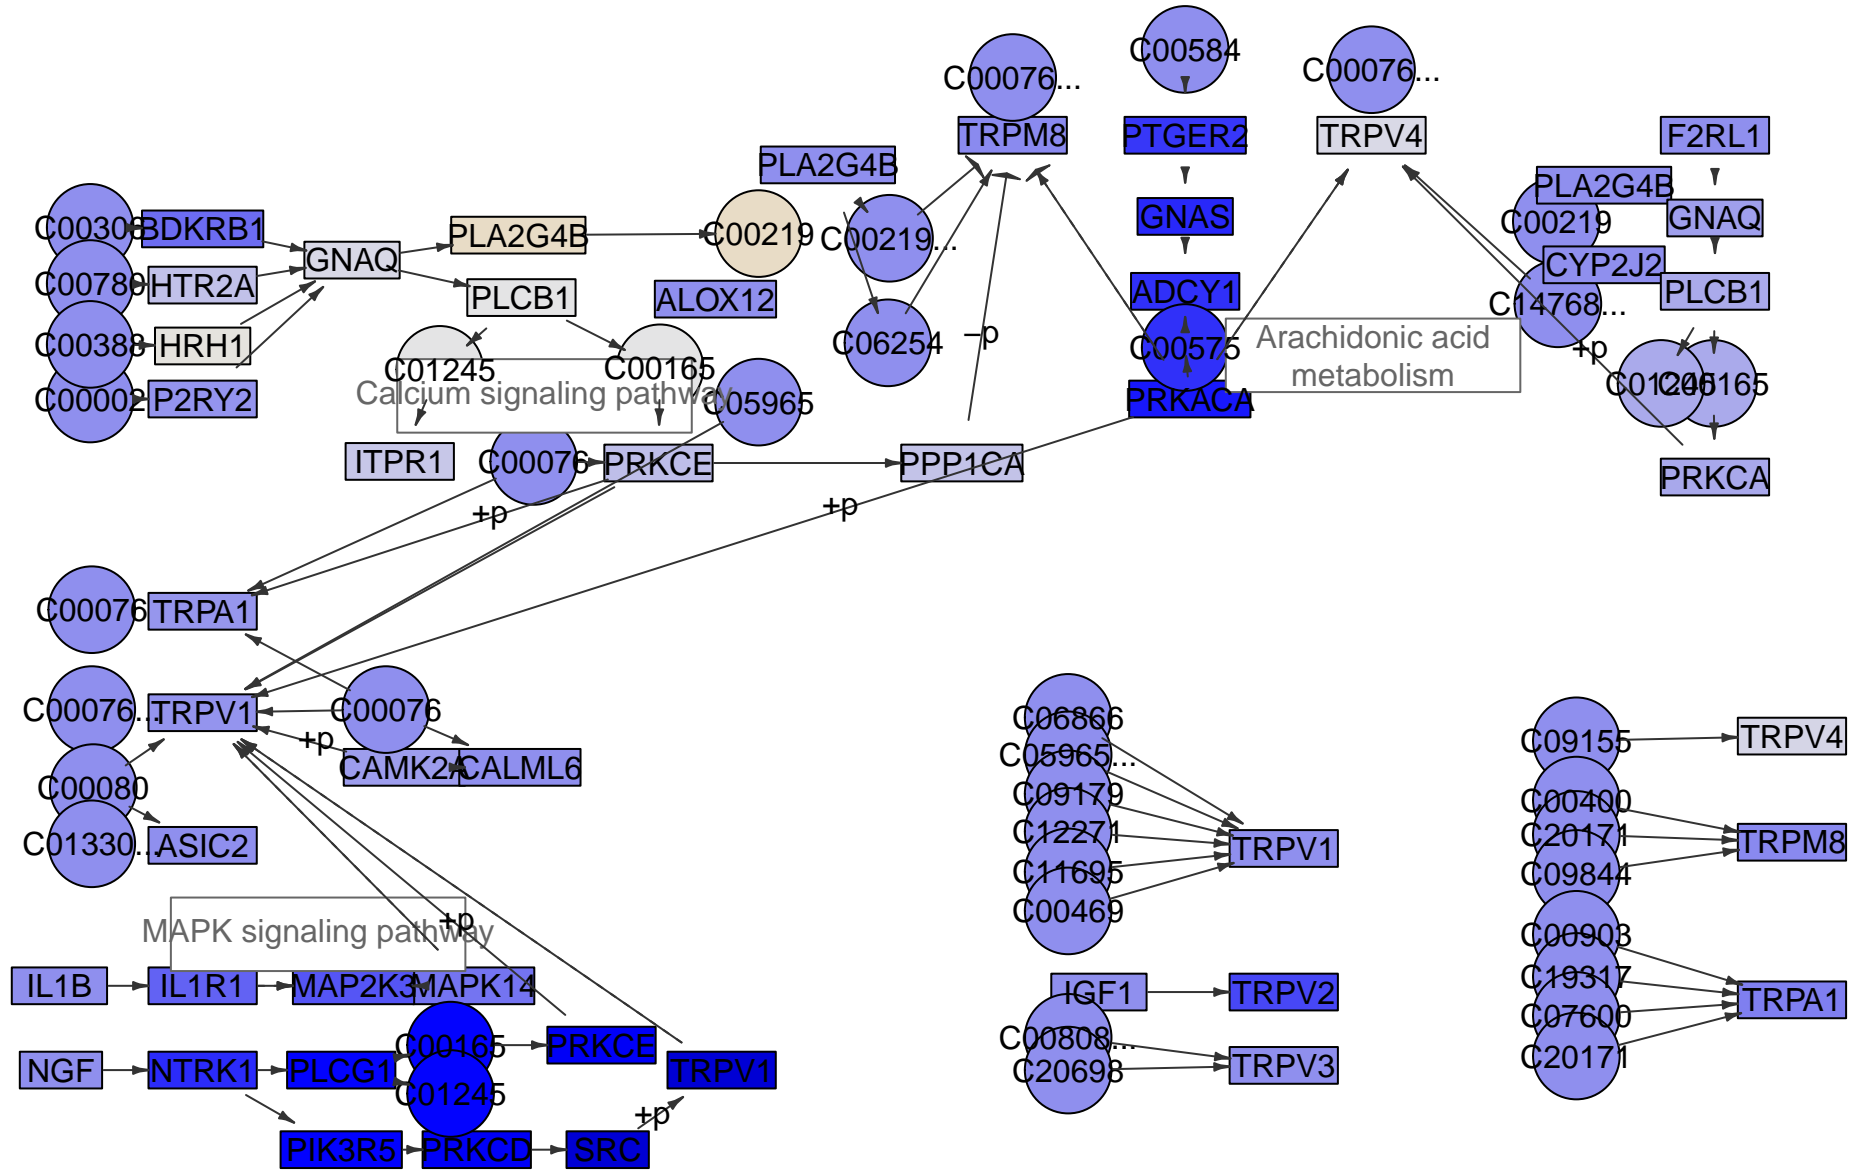 C00584
C00076...
C00076...
TRPM8
PTGER2
TRPV4
F2RL1
PLA2G4B
PLA2G4B
C00308
BDKRB1
PLA2G4B
C00219
C00219...
GNAS
C00219
GNAQ
GNAQ
C00780
HTR2A
PLCB1
ALOX12
ADCY1
CYP2J2
PLCB1
C14768...
C00388
HRH1
C06254
–p
C00575
Arachidonic acid
metabolism
+p
C01245
C00165
C01245
C00165
Calcium signaling pathway
C05965
C00002
P2RY2
PRKACA
ITPR1
C00076
PRKCE
PPP1CA
PRKCA
+p
+p
C00076
TRPA1
C00076...
TRPV1
C00076
C06866
+p
C05965...
C09155
TRPV4
CAMK2A
CALML6
C00080
C09179
C00400
C01330...
ASIC2
C12271
TRPV1
C20171
TRPM8
C11695
C09844
C00469
+p
MAPK signaling pathway
C00903
IL1B
IL1R1
MAP2K3
MAPK14
IGF1
TRPV2
C19317
TRPA1
C07600
C00165
PRKCE
C00808...
NGF
NTRK1
PLCG1
TRPV1
C20698
TRPV3
C20171
C01245
+p
PIK3R5
PRKCD
SRC